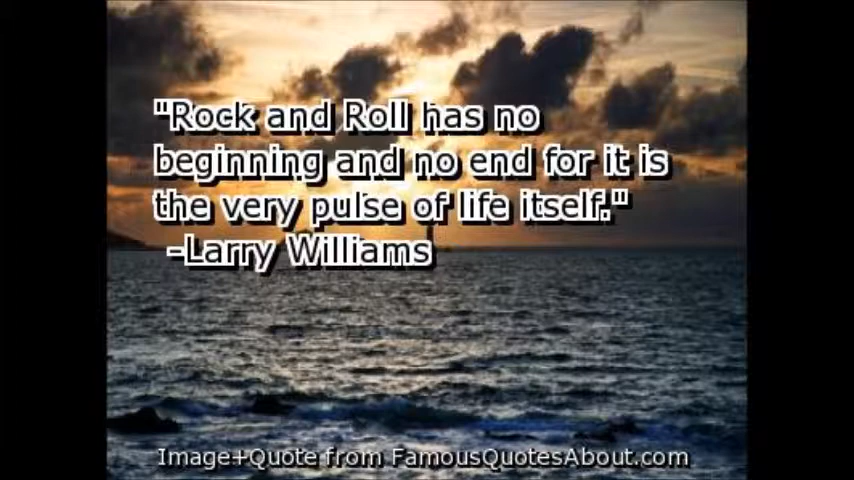 "Rock and Roll has no
beginning and no end for it is
the very pulse of life itself."
-Larry Williams
Image+Quote from FamousQuotesAbout.com